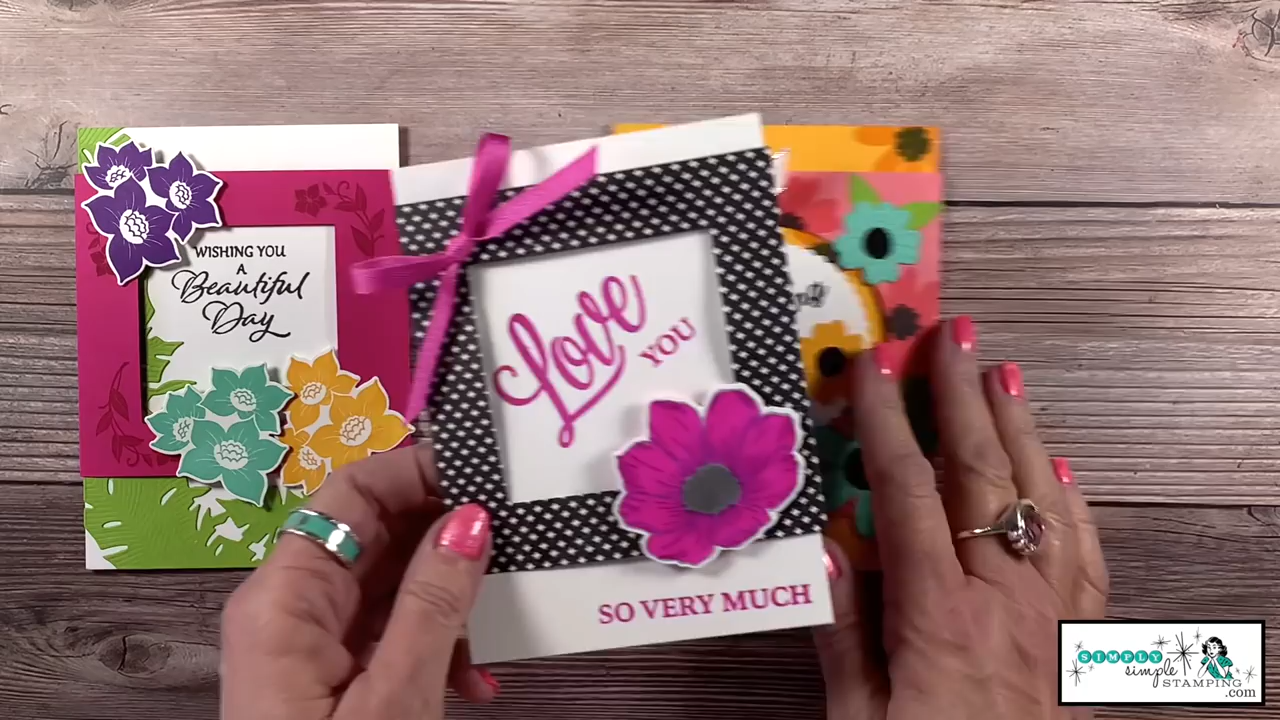 WISHING YOU
A
Beautiful
Day
Love
YOU
SO VERY MUCH
SIMPLY
simple
STAMPING
.com